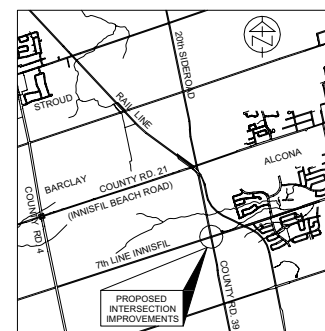 20th SIDEROAD
N
STROUD
RAIL LINE
ALCONA
BARCLAY
COUNTY RD. 21
(INNISFIL BEACH ROAD)
COUNTY RD. 4
7th LINE INNISFIL
COUNTY RD. 39
PROPOSED
INTERSECTION
IMPROVEMENTS